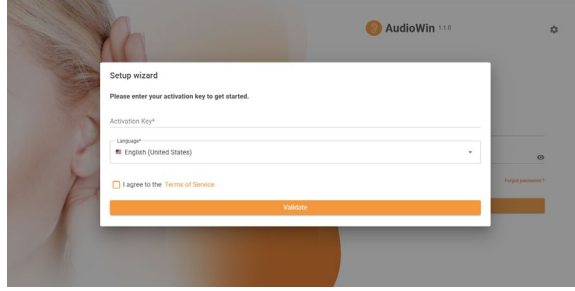 AudioWin 1.1.0
Setup wizard
Please enter your activation key to get started.
Activation Key*
Language*
English (United States)
I agree to the Terms of Service
Validate
Forgot password ?